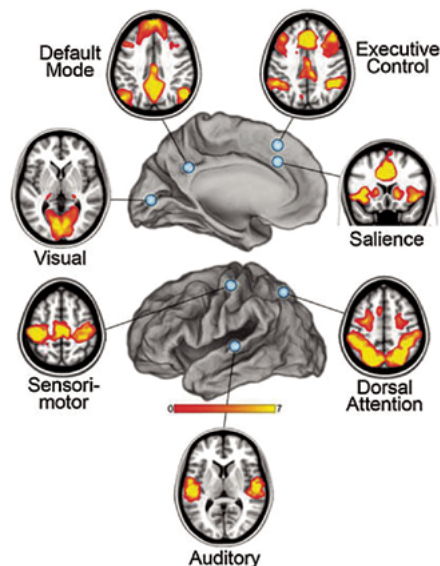 Default
Mode
Executive
Control
Visual
Salience
Sensori-
motor
Dorsal
Attention
0
7
Auditory